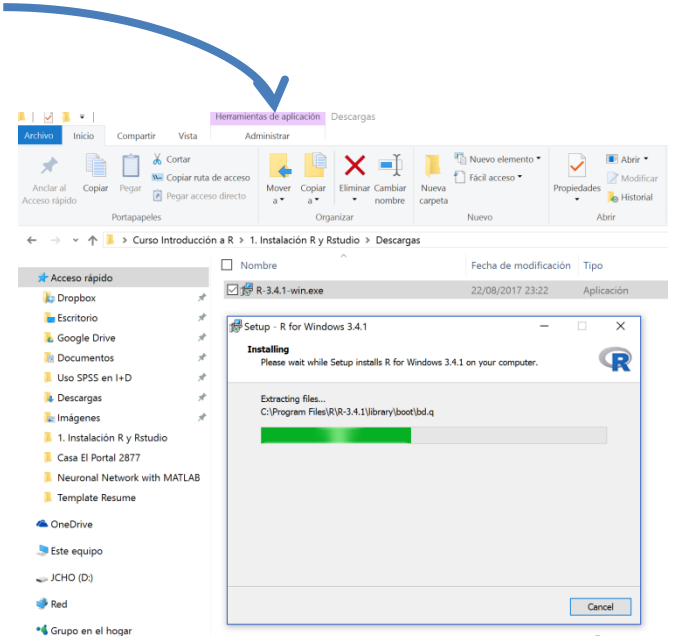 Herramientas de aplicación Descargas
Archivo Inicio Compartir Vista Administrar
Anclar al
Acceso rápido
Copiar
Pegar
Cortar
Copiar ruta de acceso
Pegar acceso directo
Portapapeles
Mover
a
Copiar
a
Eliminar
Cambiar
nombre
Organizar
Nueva
carpeta
Nuevo elemento
Fácil acceso
Nuevo
Propiedades
Abrir
Modificar
Historial
Abrir
> Curso Introducción a R > 1. Instalación R y Rstudio > Descargas
Nombre Fecha de modificación Tipo
R-3.4.1-win.exe 22/08/2017 23:22 Aplicación
Acceso rápido
Dropbox
Escritorio
Google Drive
Documentos
Uso SPSS en I+D
Descargas
Imágenes
1. Instalación R y Rstudio
Casa El Portal 2877
Neuronal Network with MATLAB
Template Resume
OneDrive
Este equipo
JCHO (D:)
Red
Grupo en el hogar
Setup - R for Windows 3.4.1
Installing
Please wait while Setup installs R for Windows 3.4.1 on your computer.
R
Extracting files...
C:\Program Files\R\R-3.4.1\library\boot\bd.q
Cancel